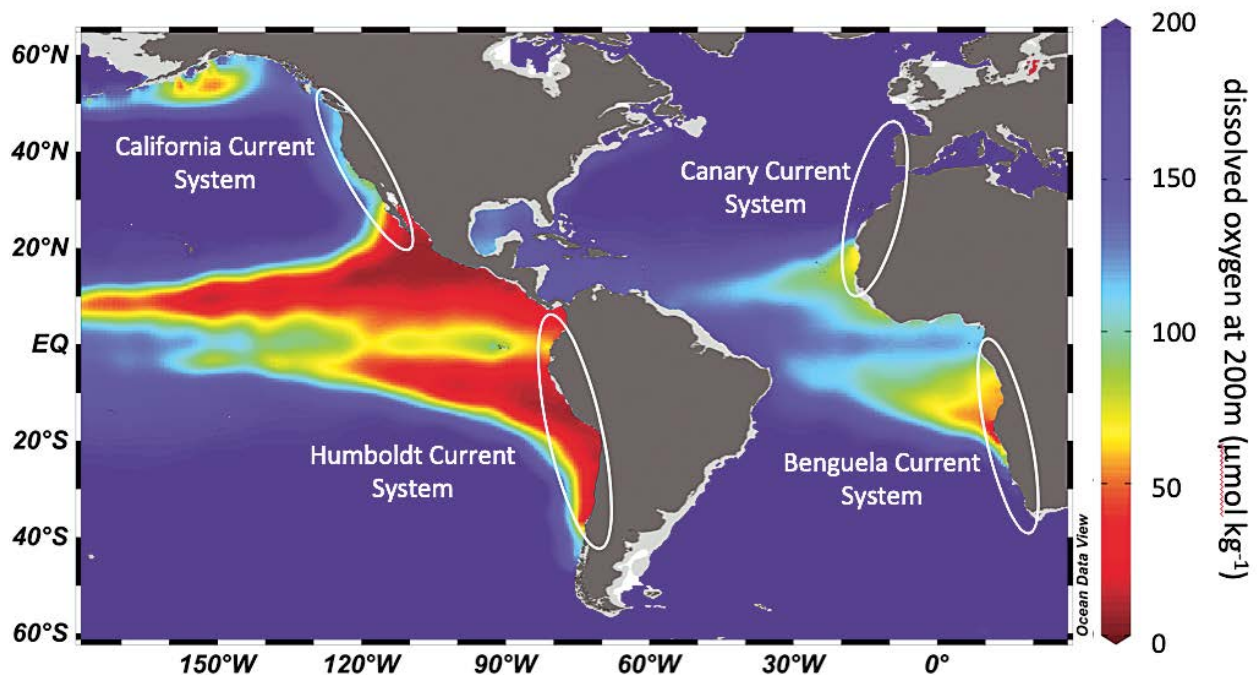 60°N
40°N
20°N
EQ
20°S
40°S
60°S
150°W
120°W
90°W
60°W
30°W
0°
California Current
System
Canary Current
System
Humboldt Current
System
Benguela Current
System
Ocean Data View
200
150
100
50
0
dissolved oxygen at 200m (umol kg⁻¹)